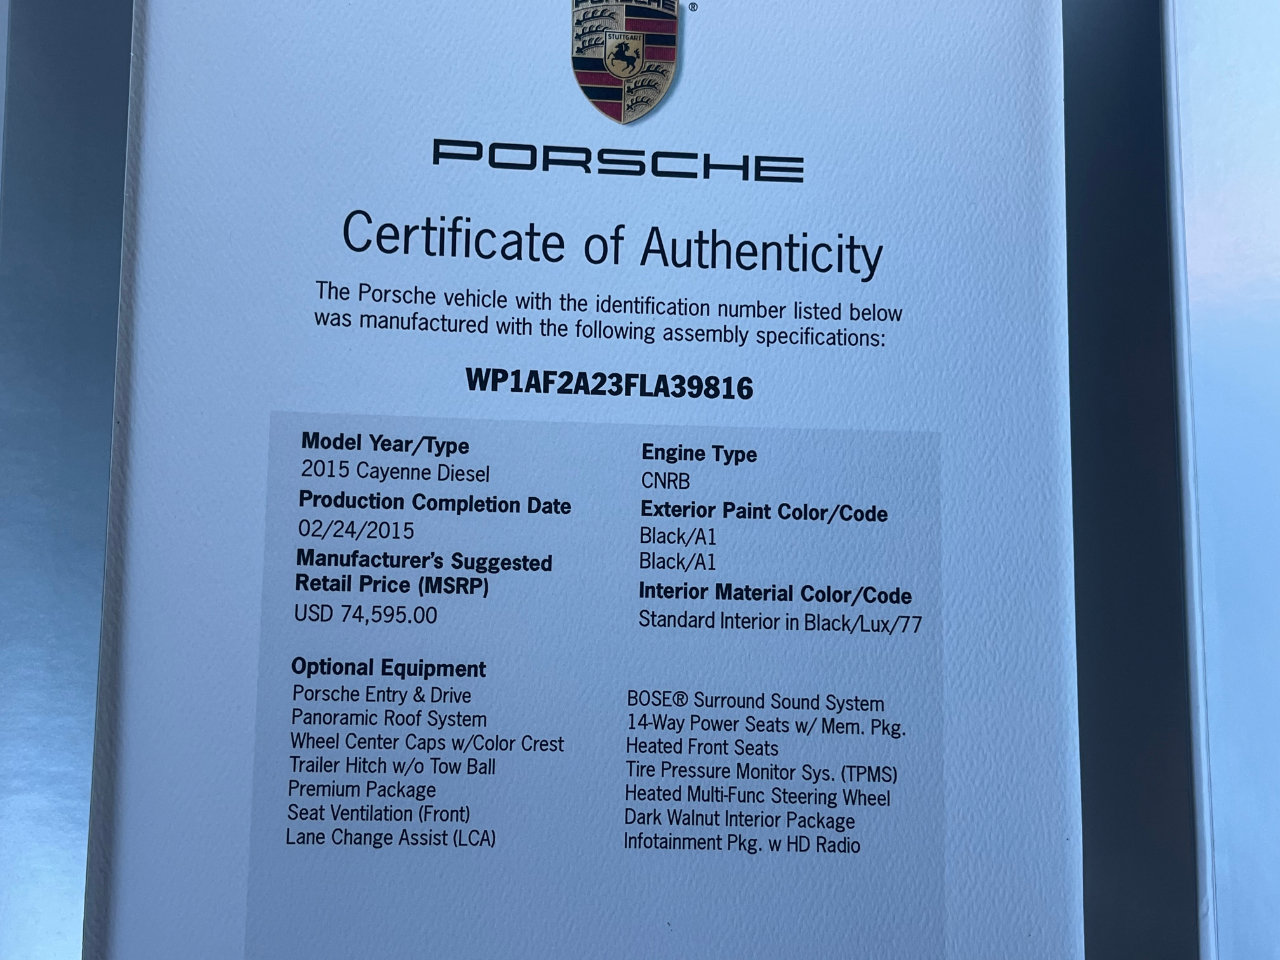 PORSCHE
®
STUTTGART
PORSCHE
Certificate of Authenticity
The Porsche vehicle with the identification number listed below
was manufactured with the following assembly specifications:
WP1AF2A23FLA39816
Model Year/Type
2015 Cayenne Diesel
Production Completion Date
02/24/2015
Manufacturer's Suggested
Retail Price (MSRP)
USD 74,595.00
Engine Type
CNRB
Exterior Paint Color/Code
Black/A1
Black/A1
Interior Material Color/Code
Standard Interior in Black/Lux/77
Optional Equipment
Porsche Entry & Drive
Panoramic Roof System
Wheel Center Caps w/Color Crest
Trailer Hitch w/o Tow Ball
Premium Package
Seat Ventilation (Front)
Lane Change Assist (LCA)
BOSE® Surround Sound System
14-Way Power Seats w/ Mem. Pkg.
Heated Front Seats
Tire Pressure Monitor Sys. (TPMS)
Heated Multi-Func Steering Wheel
Dark Walnut Interior Package
Infotainment Pkg. w HD Radio